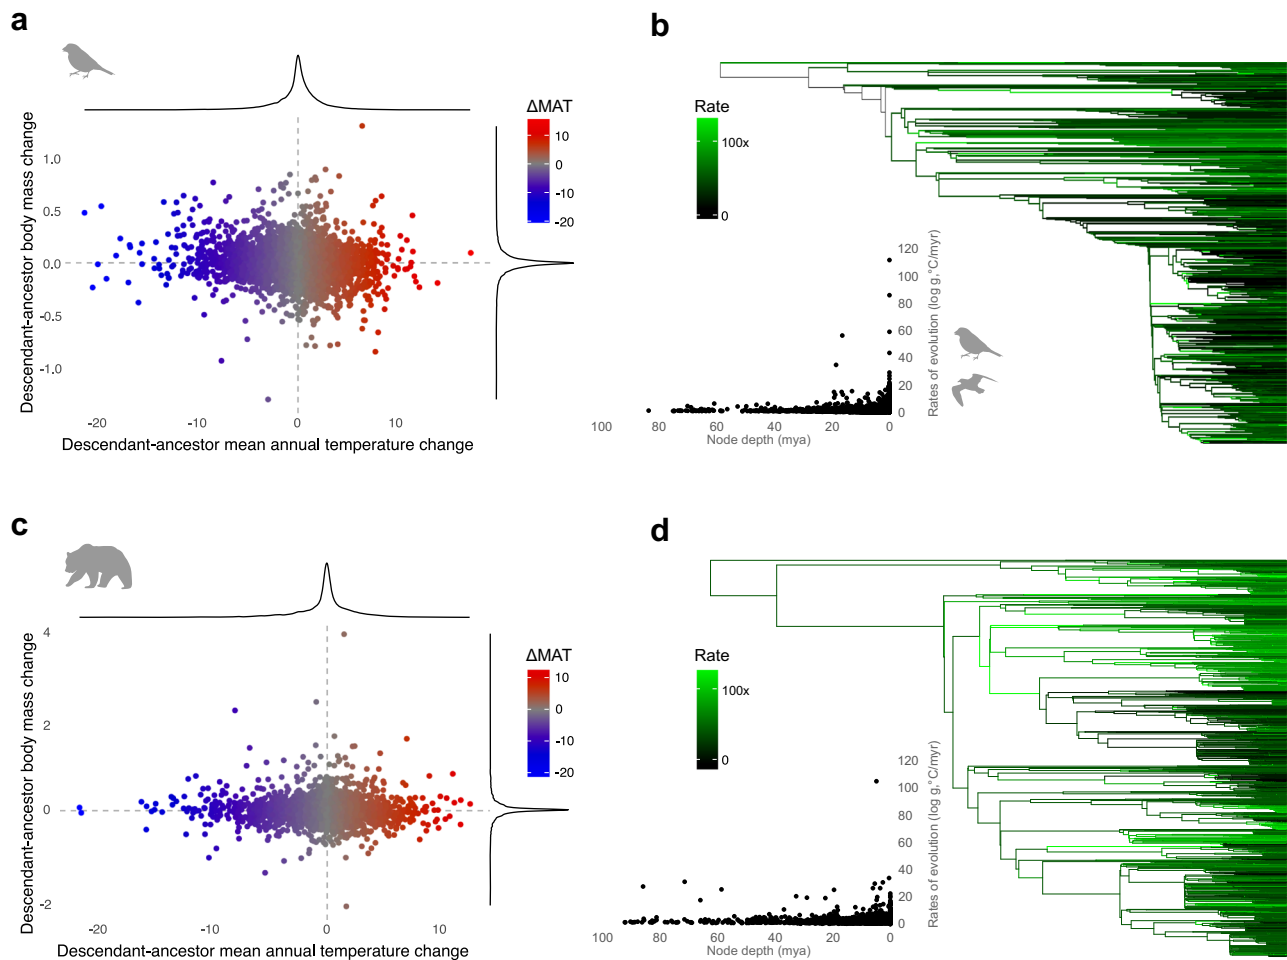 a
Descendant-ancestor body mass change
1.0
0.5
0.0
-0.5
-1.0
-20
-10
0
10
Descendant-ancestor mean annual temperature change
ΔMAT
10
0
-10
-20
b
Rate
100x
0
120
100
80
60
40
20
0
Rates of evolution (log g,°C/myr)
100
80
60
40
20
0
Node depth (mya)
c
Descendant-ancestor body mass change
4
2
0
-2
-20
-10
0
10
Descendant-ancestor mean annual temperature change
ΔMAT
10
0
-10
-20
d
Rate
100x
0
120
100
80
60
40
20
0
Rates of evolution (log g,°C/myr)
100
80
60
40
20
0
Node depth (mya)